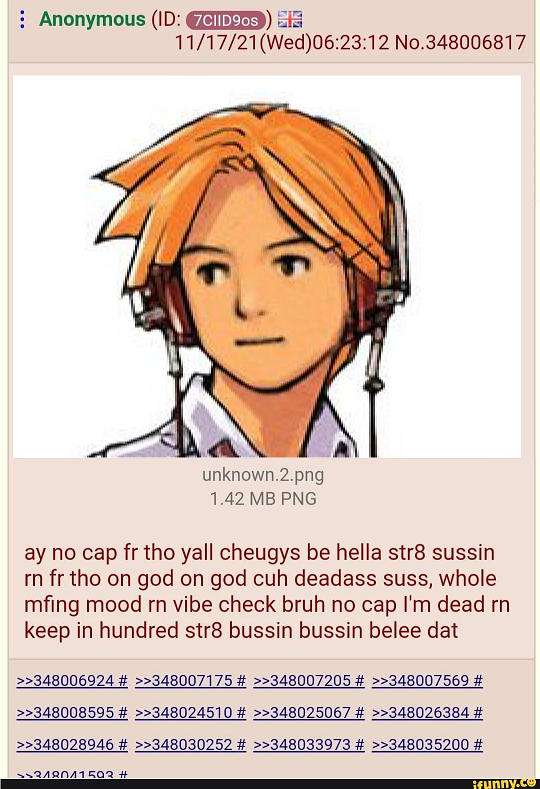 Anonymous (ID: 7CIID9os)
11/17/21(Wed)06:23:12 No.348006817
unknown.2.png
1.42 MB PNG
ay no cap fr tho yall cheugys be hella str8 sussin
rn fr tho on god on god cuh deadass suss, whole
mfing mood rn vibe check bruh no cap I'm dead rn
keep in hundred str8 bussin bussin belee dat
>>348006924 # >>348007175 # >>348007205 # >>348007569 #
>>348008595 # >>348024510 # >>348025067 # >>348026384 #
>>348028946 # >>348030252 # >>348033973 # >>348035200 #
>>348041593 #
ifunny.co